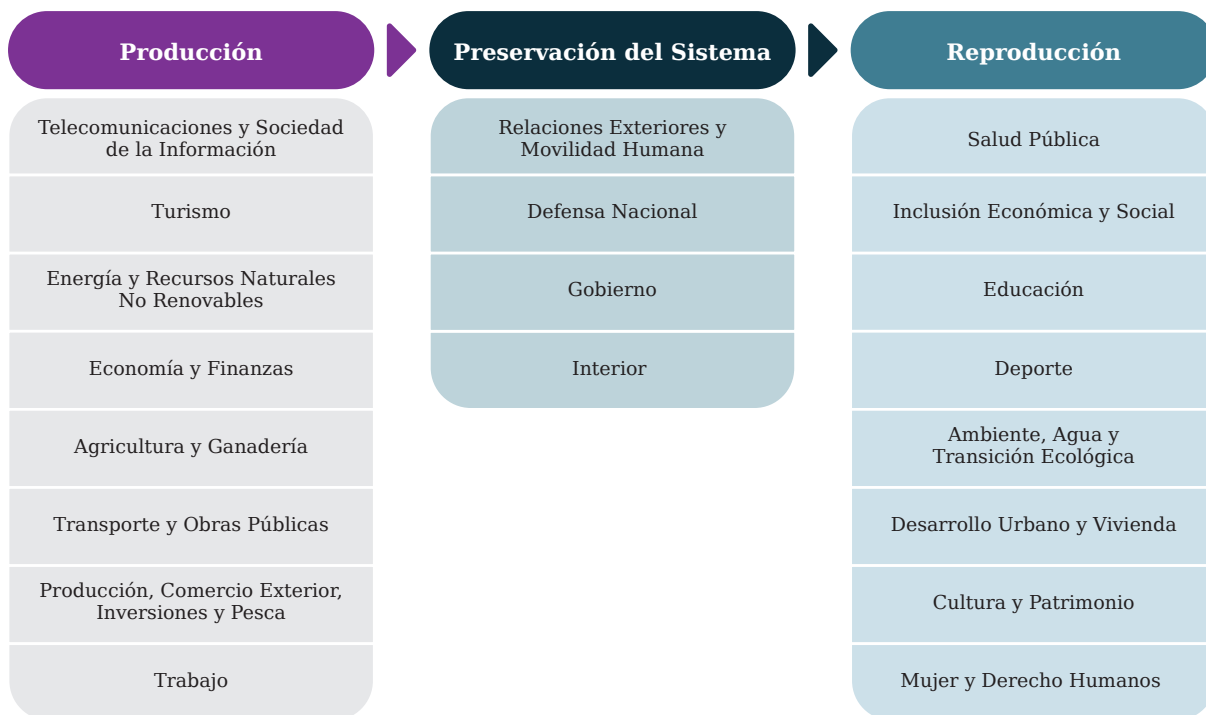 Producción
Telecomunicaciones y Sociedad
de la Información
Turismo
Energía y Recursos Naturales
No Renovables
Economía y Finanzas
Agricultura y Ganadería
Transporte y Obras Públicas
Producción, Comercio Exterior,
Inversiones y Pesca
Trabajo
Preservación del Sistema
Relaciones Exteriores y
Movilidad Humana
Defensa Nacional
Gobierno
Interior
Reproducción
Salud Pública
Inclusión Económica y Social
Educación
Deporte
Ambiente, Agua y
Transición Ecológica
Desarrollo Urbano y Vivienda
Cultura y Patrimonio
Mujer y Derecho Humanos